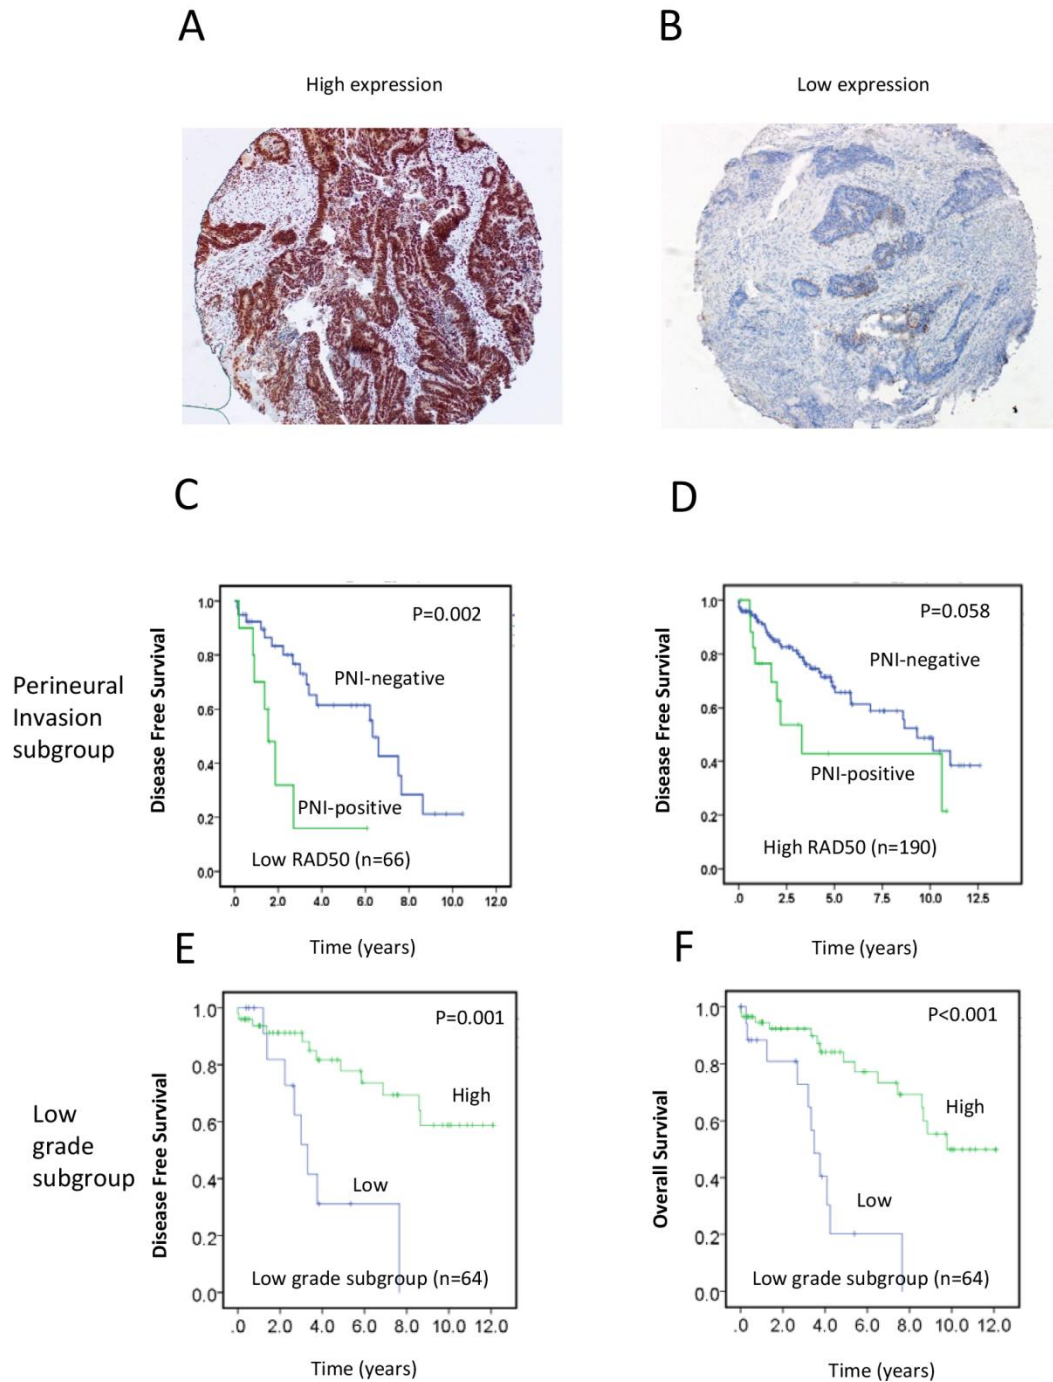 A
B
High expression
Low expression
C
D
Perineural
Invasion
subgroup
Disease Free Survival
1.0
0.8
0.6
0.4
0.2
0.0
P=0.002
PNI-negative
PNI-positive
Low RAD50 (n=66)
.0 2.0 4.0 6.0 8.0 10.0 12.0
Time (years)
Disease Free Survival
1.0
0.8
0.6
0.4
0.2
0.0
P=0.058
PNI-negative
PNI-positive
High RAD50 (n=190)
.0 2.5 5.0 7.5 10.0 12.5
Time (years)
E
F
Low
grade
subgroup
Disease Free Survival
1.0
0.8
0.6
0.4
0.2
0.0
P=0.001
High
Low
Low grade subgroup (n=64)
.0 2.0 4.0 6.0 8.0 10.0 12.0
Time (years)
Overall Survival
1.0
0.8
0.6
0.4
0.2
0.0
P<0.001
High
Low
Low grade subgroup (n=64)
.0 2.0 4.0 6.0 8.0 10.0 12.0
Time (years)